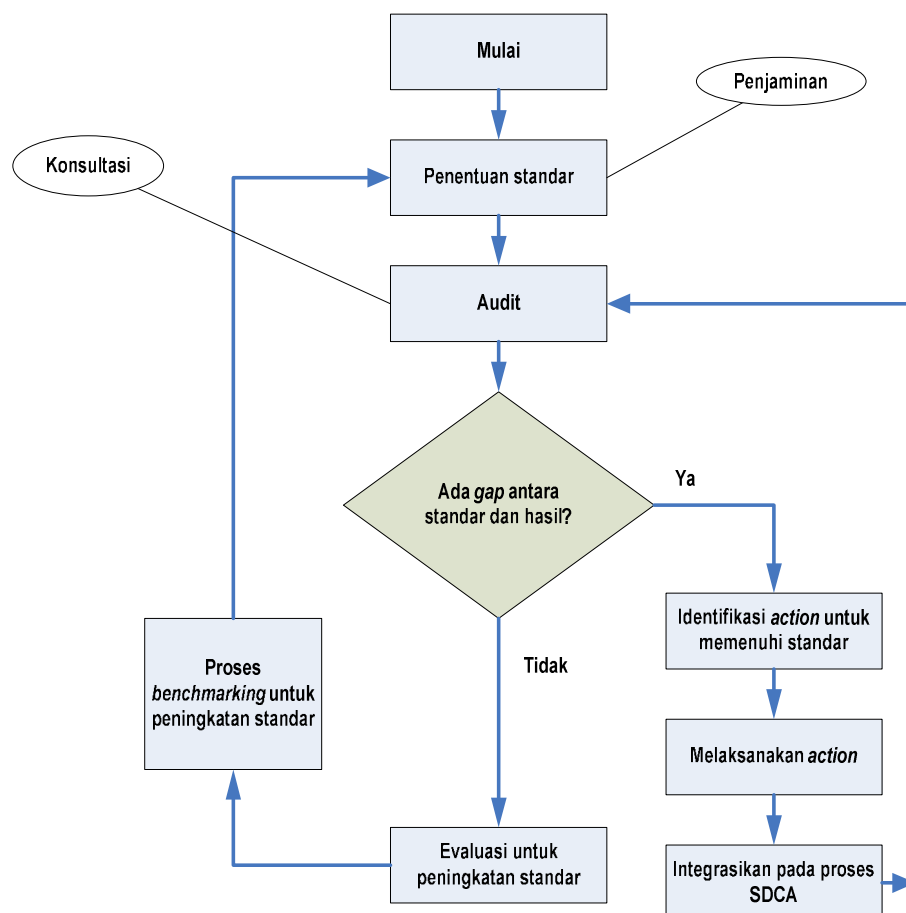 Mulai
Penjaminan
Konsultasi
Penentuan standar
Audit
Ada gap antara
standar dan hasil?
Ya
Identifikasi action untuk
memenuhi standar
Proses
benchmarking untuk
peningkatan standar
Tidak
Melaksanakan action
Evaluasi untuk
peningkatan standar
Integrasikan pada proses
SDCA